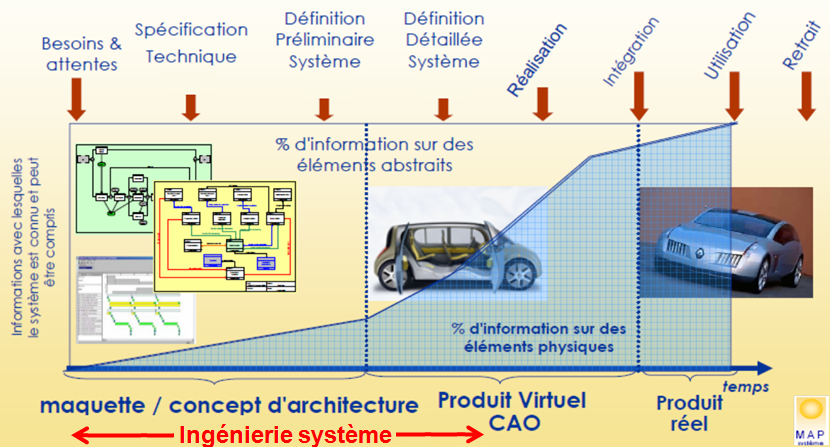 Besoins &
attentes
Spécification
Technique
Définition
Préliminaire
Système
Définition
Détaillée
Système
Réalisation
Intégration
Utilisation
Retrait
Informations avec lesquelles
le système est connu et peut
être compris
% d'information sur des
éléments abstraits
% d'information sur des
éléments physiques
temps
maquette / concept d'architecture
Produit Virtuel
CAO
Produit
réel
Ingénierie système
MAP
système